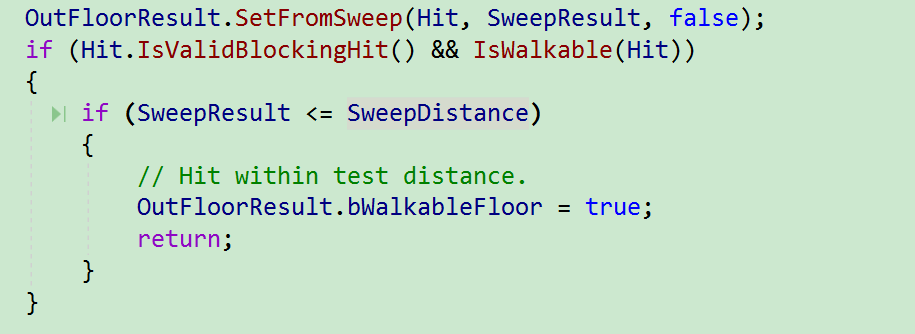 OutFloorResult.SetFromSweep(Hit, SweepResult, false);
if (Hit.IsValidBlockingHit() && IsWalkable(Hit))
{
if (SweepResult <= SweepDistance)
{
// Hit within test distance.
OutFloorResult.bWalkableFloor = true;
return;
}
}